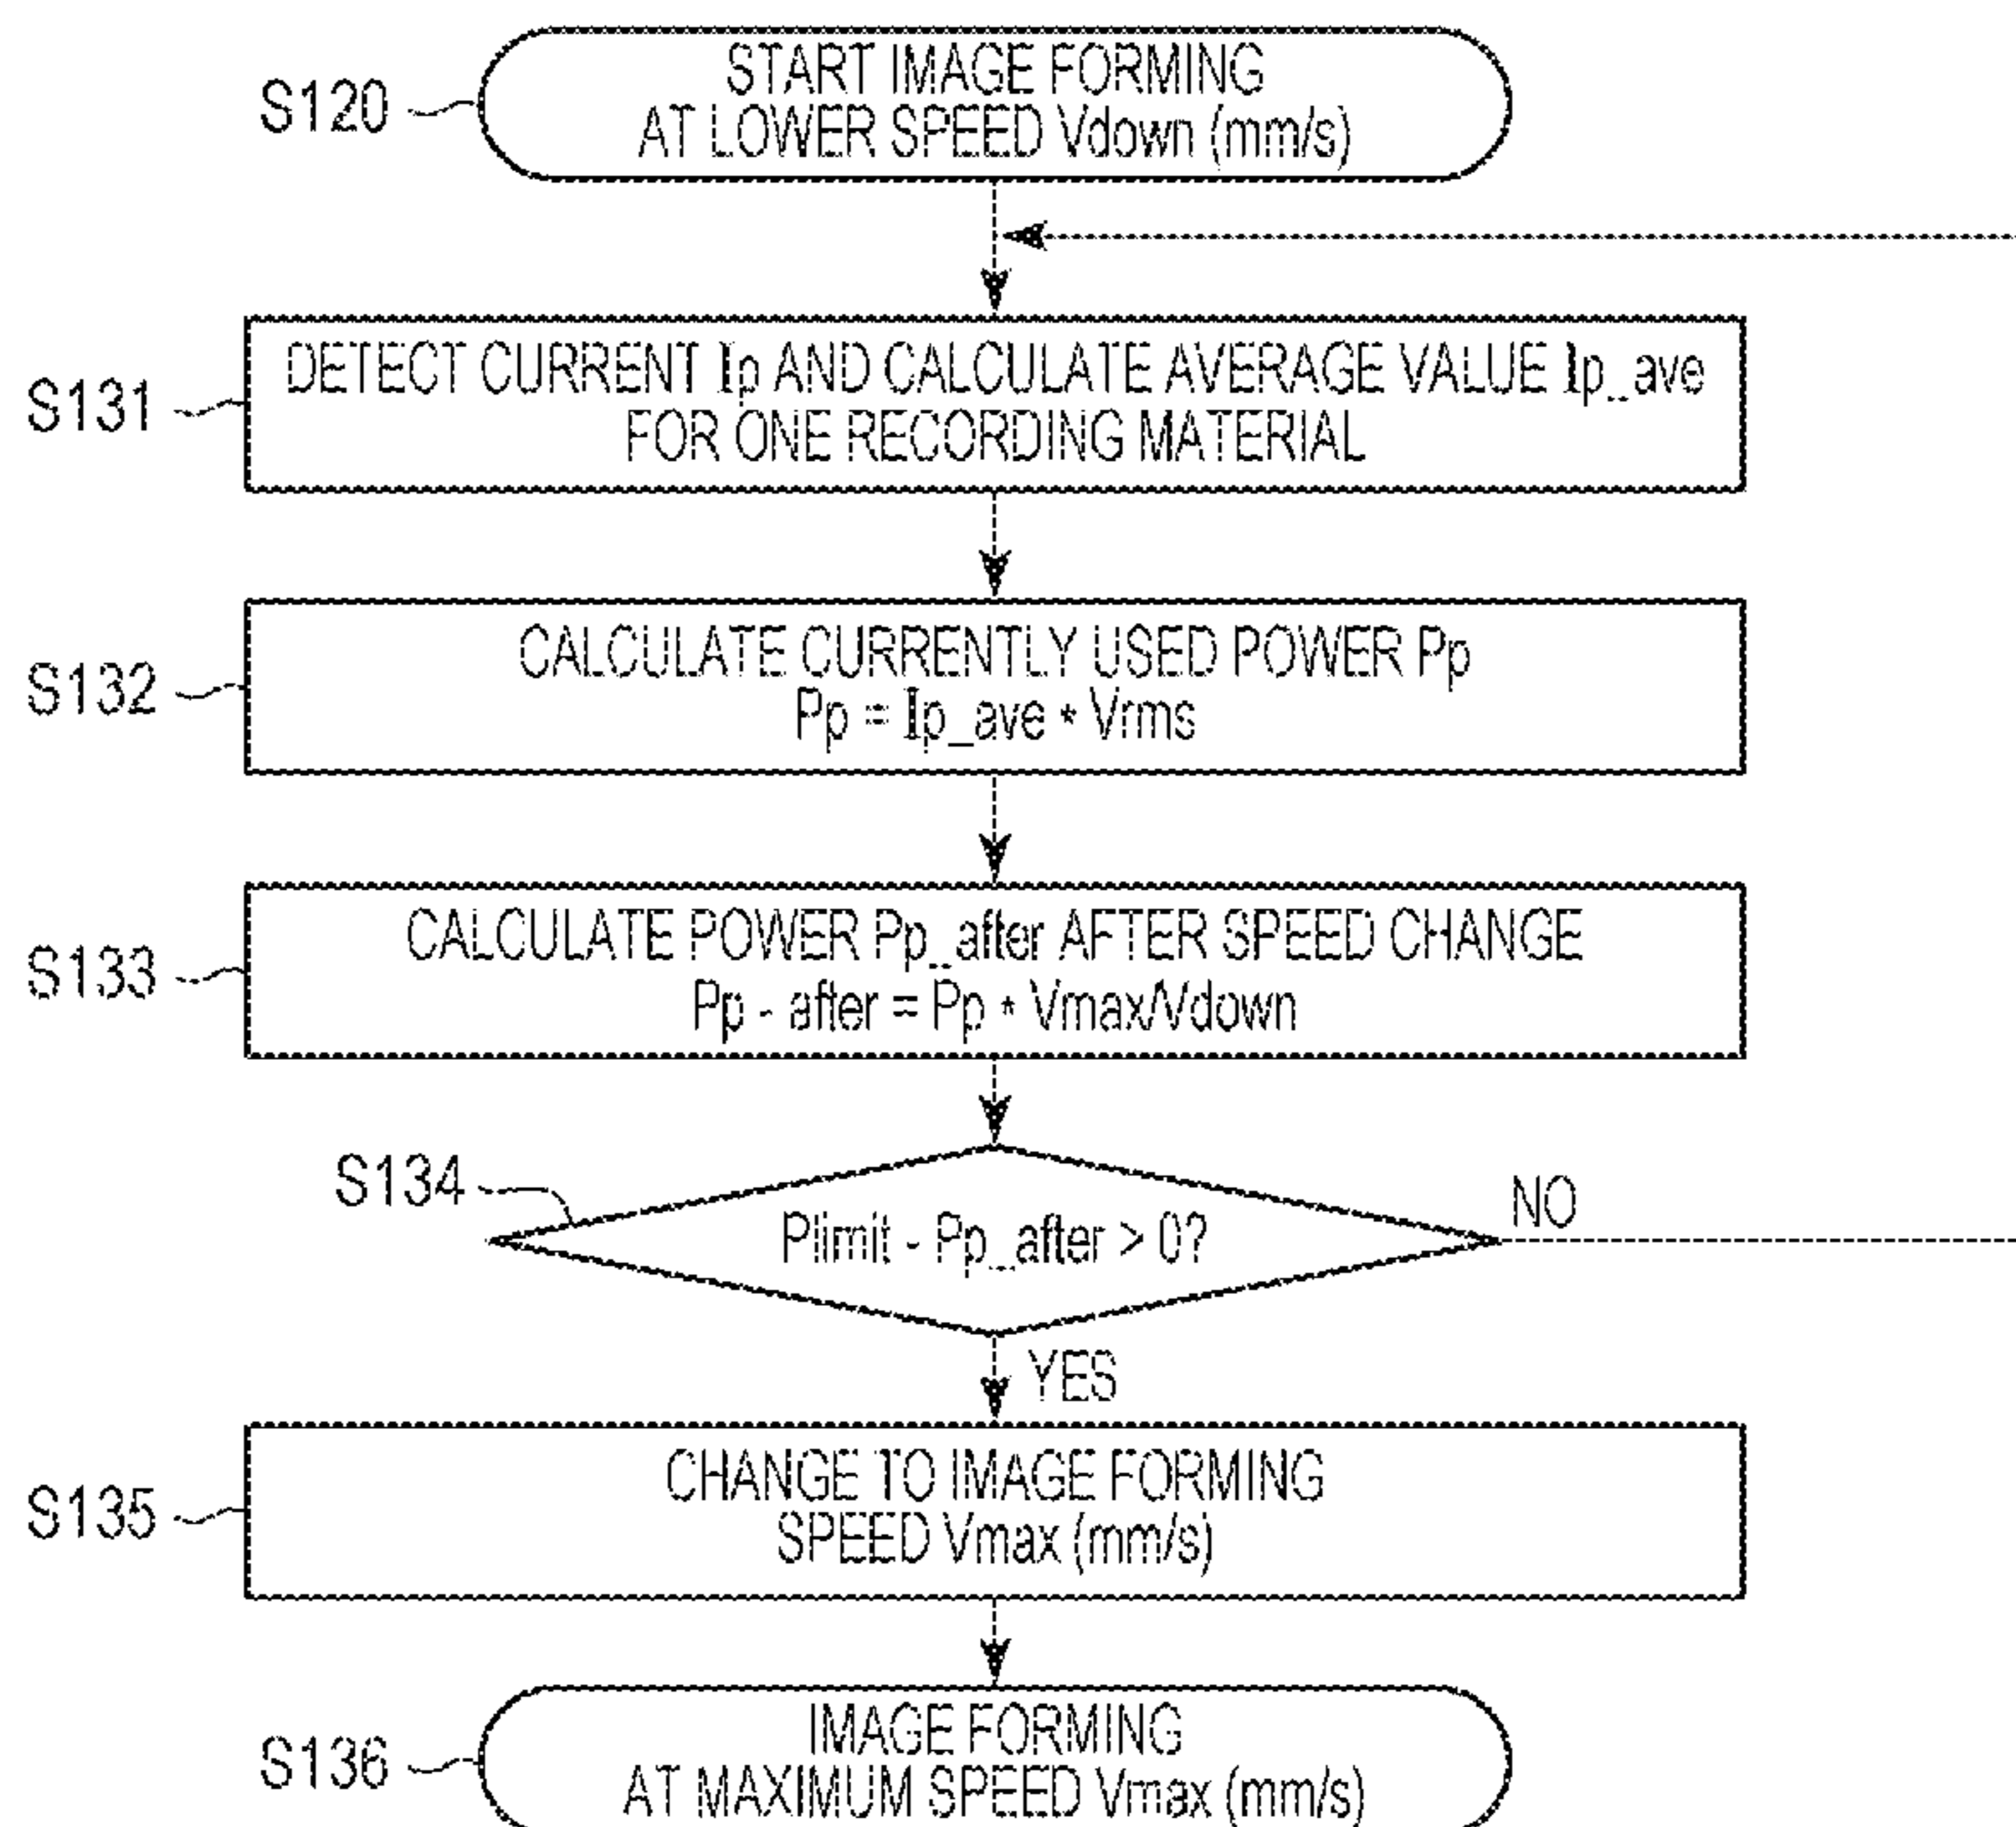 S120
START IMAGE FORMING
AT LOWER SPEED Vdown (mm/s)
S131
DETECT CURRENT Ip AND CALCULATE AVERAGE VALUE Ip_ave
FOR ONE RECORDING MATERIAL
S132
CALCULATE CURRENTLY USED POWER Pp
Pp = Ip_ave * Vrms
S133
CALCULATE POWER Pp_after AFTER SPEED CHANGE
Pp - after = Pp * Vmax/Vdown
S134
Plimit - Pp_after > 0?
NO
YES
S135
CHANGE TO IMAGE FORMING
SPEED Vmax (mm/s)
S136
IMAGE FORMING
AT MAXIMUM SPEED Vmax (mm/s)